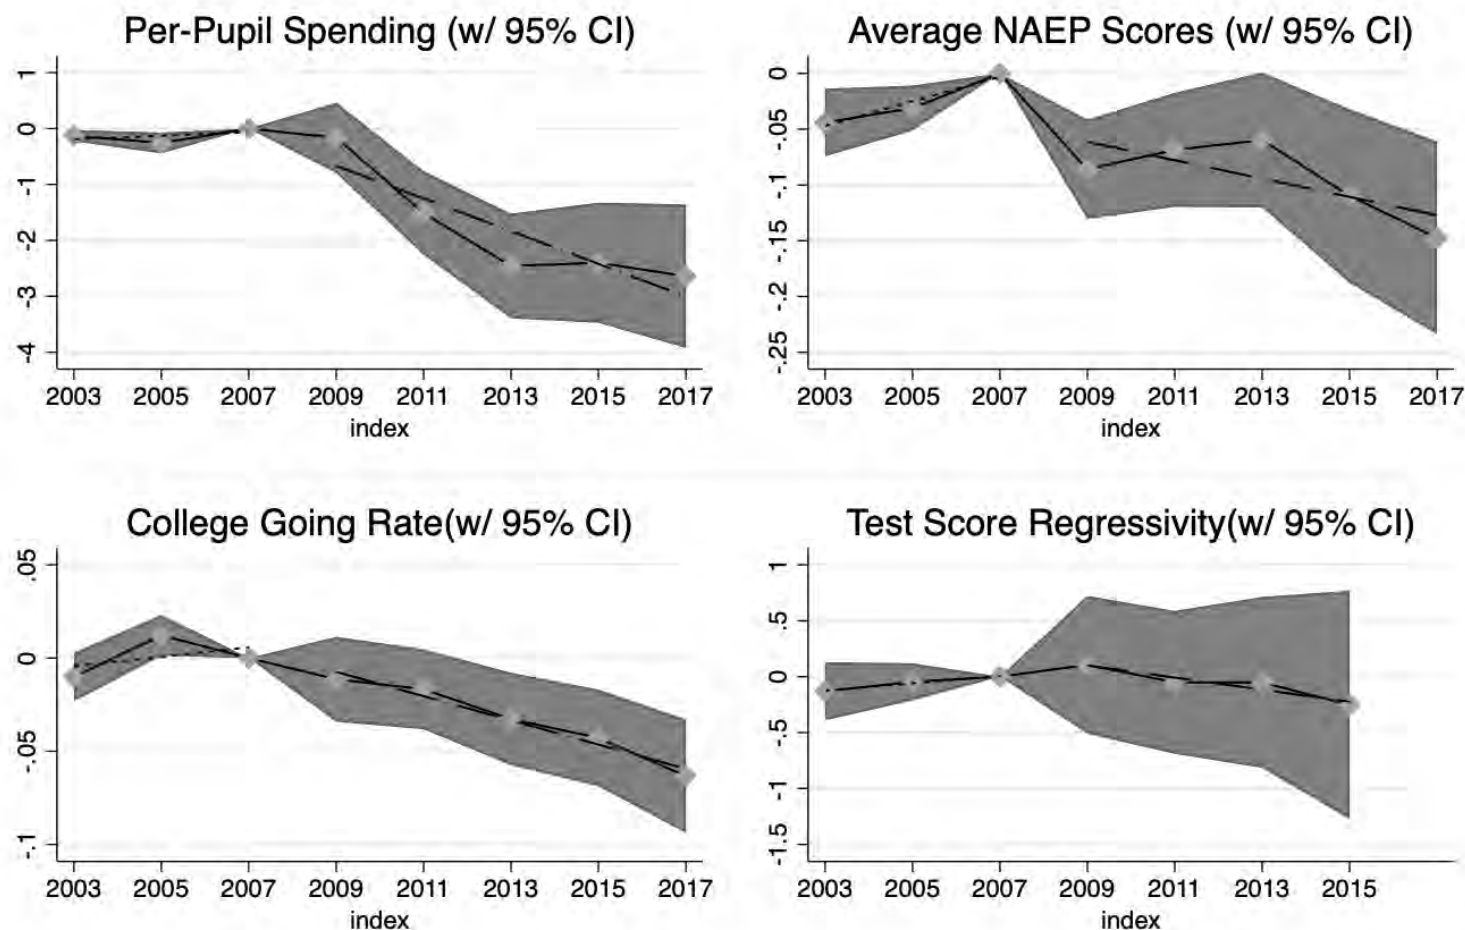 Per-Pupil Spending (w/ 95% CI)
1
0
-1
-2
-3
-4
2003 2005 2007 2009 2011 2013 2015 2017
index
Average NAEP Scores (w/ 95% CI)
0
-.05
-.1
-.15
-.2
-.25
2003 2005 2007 2009 2011 2013 2015 2017
index
College Going Rate(w/ 95% CI)
.05
0
-.05
-.1
2003 2005 2007 2009 2011 2013 2015 2017
index
Test Score Regressivity(w/ 95% CI)
1
.5
0
-.5
-1
-1.5
2003 2005 2007 2009 2011 2013 2015
index